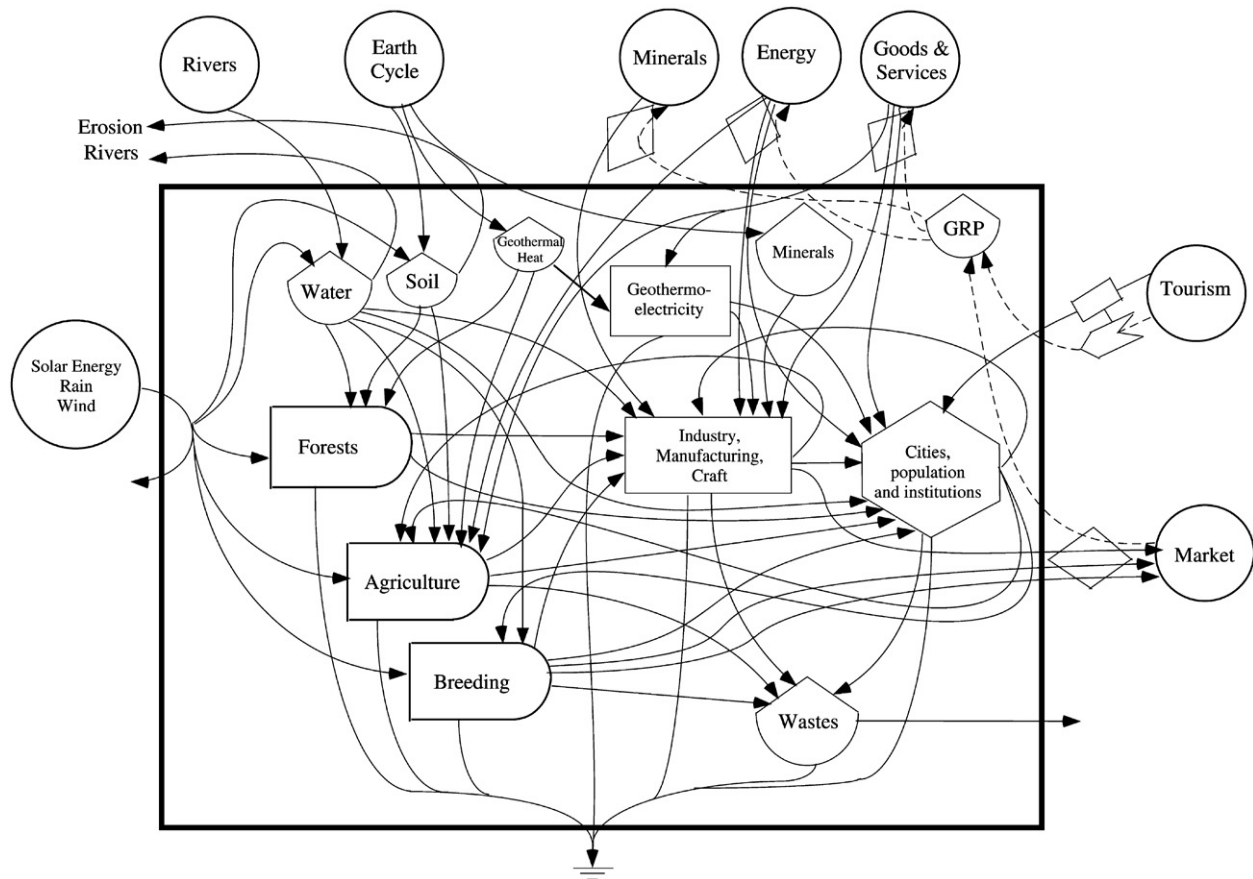 Rivers
Earth
Cycle
Minerals
Energy
Goods &
Services
Erosion
Rivers
GRP
Tourism
Geothermal
Heat
Minerals
Water
Soil
Geothermo-
electricity
Solar Energy
Rain
Wind
Forests
Industry,
Manufacturing,
Craft
Cities,
population
and institutions
Market
Agriculture
Breeding
Wastes